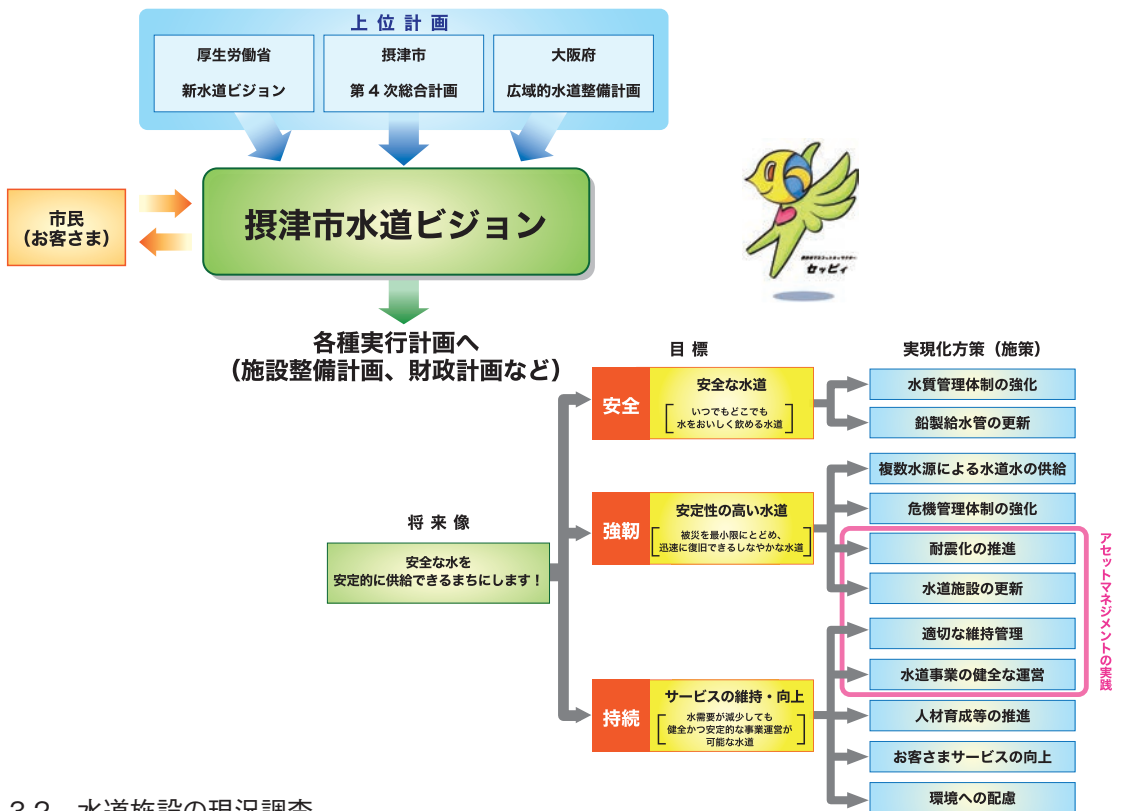 上位計画
厚生労働省
新水道ビジョン
摂津市
第４次総合計画
大阪府
広域的水道整備計画
市民
（お客さま）
摂津市水道ビジョン
セッピィ
各種実行計画へ
（施設整備計画、財政計画など）
将来像
安全な水を
安定的に供給できるまちにします！
目標
安全
安全な水道
いつでもどこでも
水をおいしく飲める水道
強靭
安定性の高い水道
被災を最小限にとどめ、
迅速に復旧できるしなやかな水道
持続
サービスの維持・向上
水需要が減少しても
健全かつ安定的な事業運営が
可能な水道
実現化方策（施策）
水質管理体制の強化
鉛製給水管の更新
複数水源による水道水の供給
危機管理体制の強化
耐震化の推進
水道施設の更新
適切な維持管理
水道事業の健全な運営
人材育成等の推進
お客さまサービスの向上
環境への配慮
アセットマネジメントの実践
3.2 水道施設の現況調査